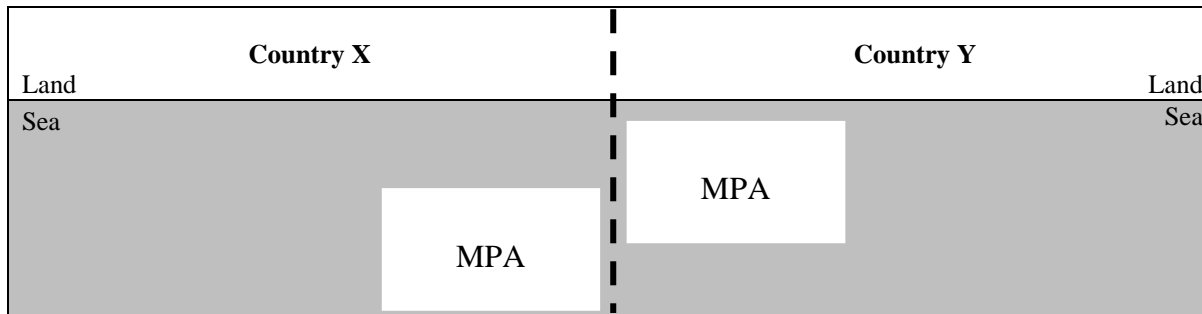 Country X
Country Y
Land
Land
Sea
Sea
MPA
MPA